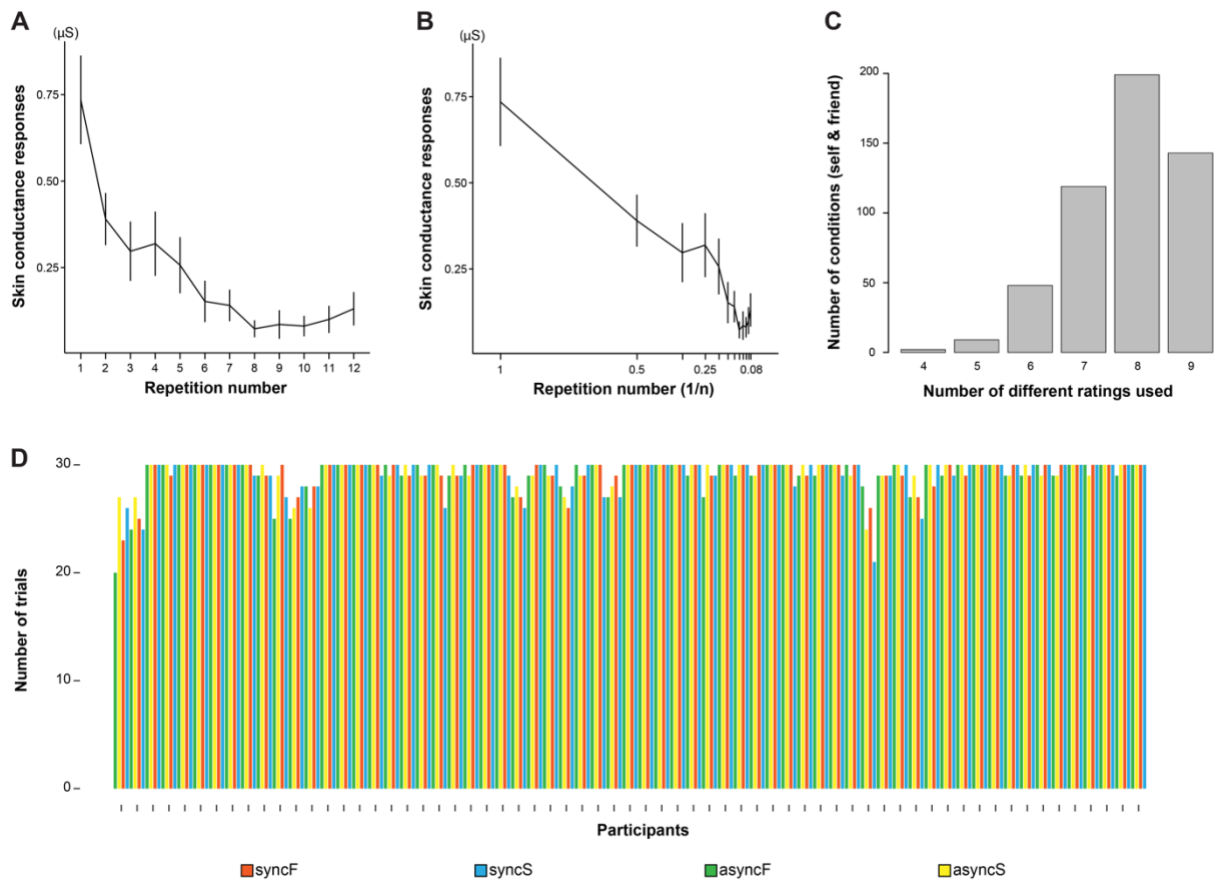 A
(µS)
Skin conductance responses
0.75
0.50
0.25
1 2 3 4 5 6 7 8 9 10 11 12
Repetition number
B
(µS)
Skin conductance responses
0.75
0.50
0.25
1 0.5 0.25 0.08
Repetition number (1/n)
C
Number of conditions (self & friend)
200
150
100
50
0
4 5 6 7 8 9
Number of different ratings used
D
Number of trials
30
20
10
0
Participants
syncF syncS asyncF asyncS